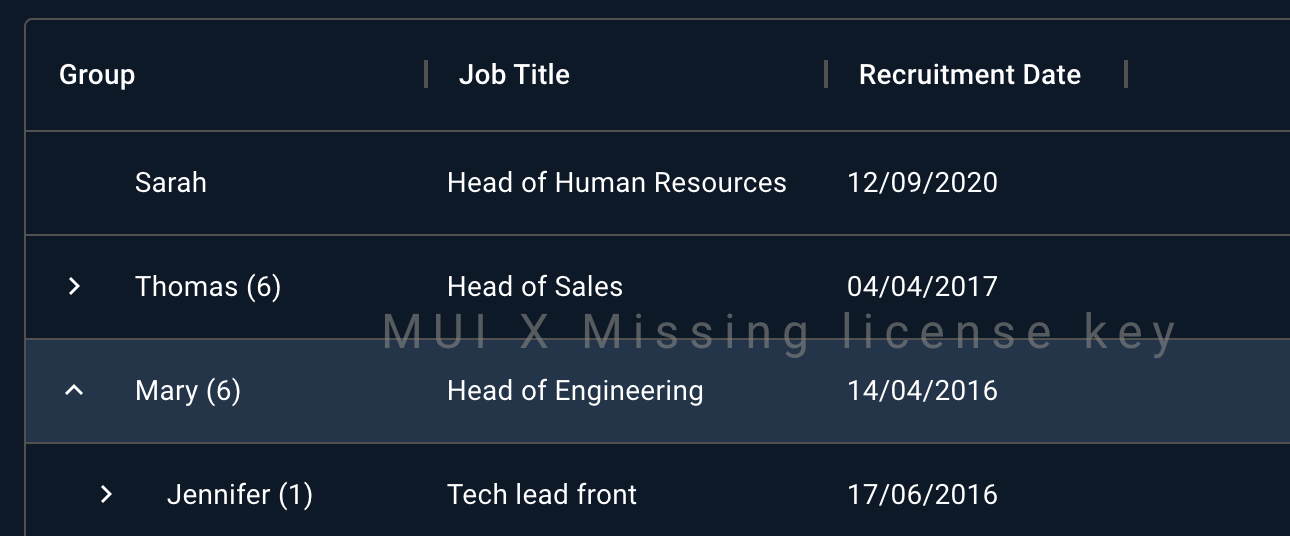 Group Job Title Recruitment Date
Sarah Head of Human Resources 12/09/2020
Thomas (6) Head of Sales 04/04/2017
MUI X Missing license key
Mary (6) Head of Engineering 14/04/2016
Jennifer (1) Tech lead front 17/06/2016